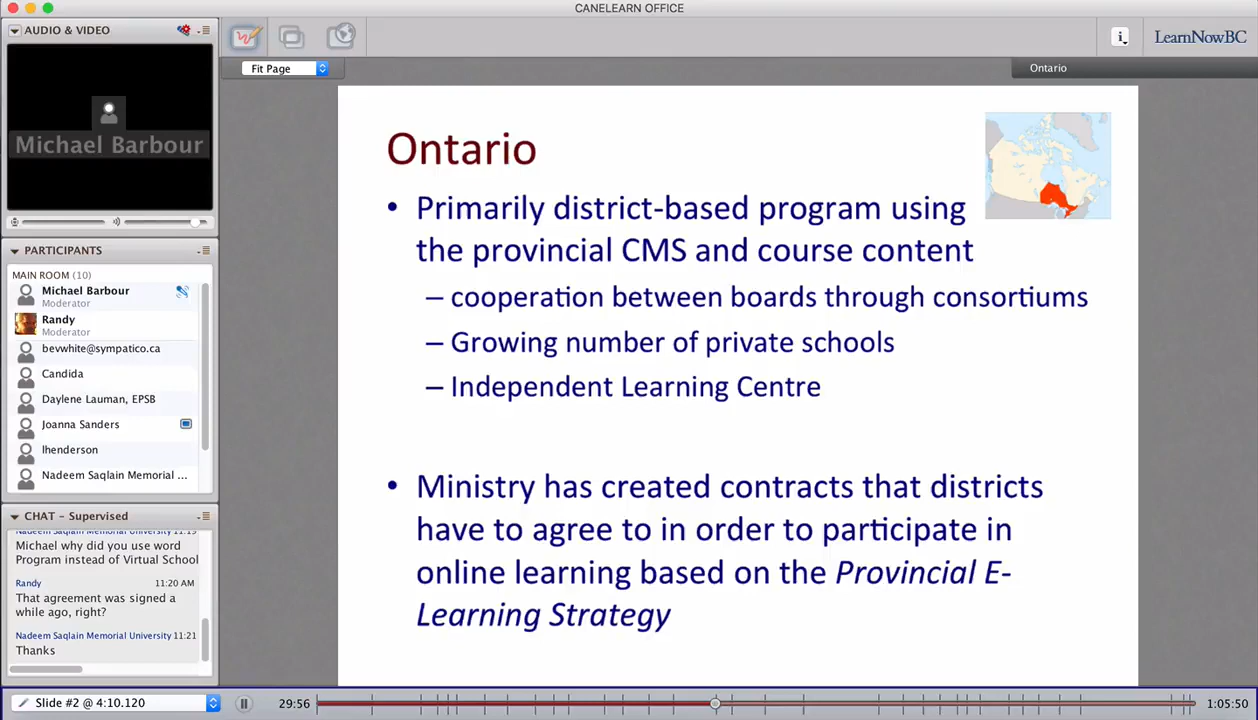 CANELEARN OFFICE
AUDIO & VIDEO
Michael Barbour
PARTICIPANTS
MAIN ROOM (10)
Michael Barbour
Moderator
Randy
Moderator
bevwhite@sympatico.ca
Candida
Daylene Lauman, EPSB
Joanna Sanders
lhenderson
Nadeem Saqlain Memorial ...
CHAT - Supervised
Nadeem Saqlain Memorial University 11:19
Michael why did you use word
Program instead of Virtual School
Randy 11:20 AM
That agreement was signed a
while ago, right?
Nadeem Saqlain Memorial University 11:21
Thanks
i
LearnNowBC
Fit Page
Ontario
Ontario
• Primarily district-based program using
the provincial CMS and course content
– cooperation between boards through consortiums
– Growing number of private schools
– Independent Learning Centre
• Ministry has created contracts that districts
have to agree to in order to participate in
online learning based on the Provincial E-
Learning Strategy
Slide #2 @ 4:10.120
29:56
1:05:50